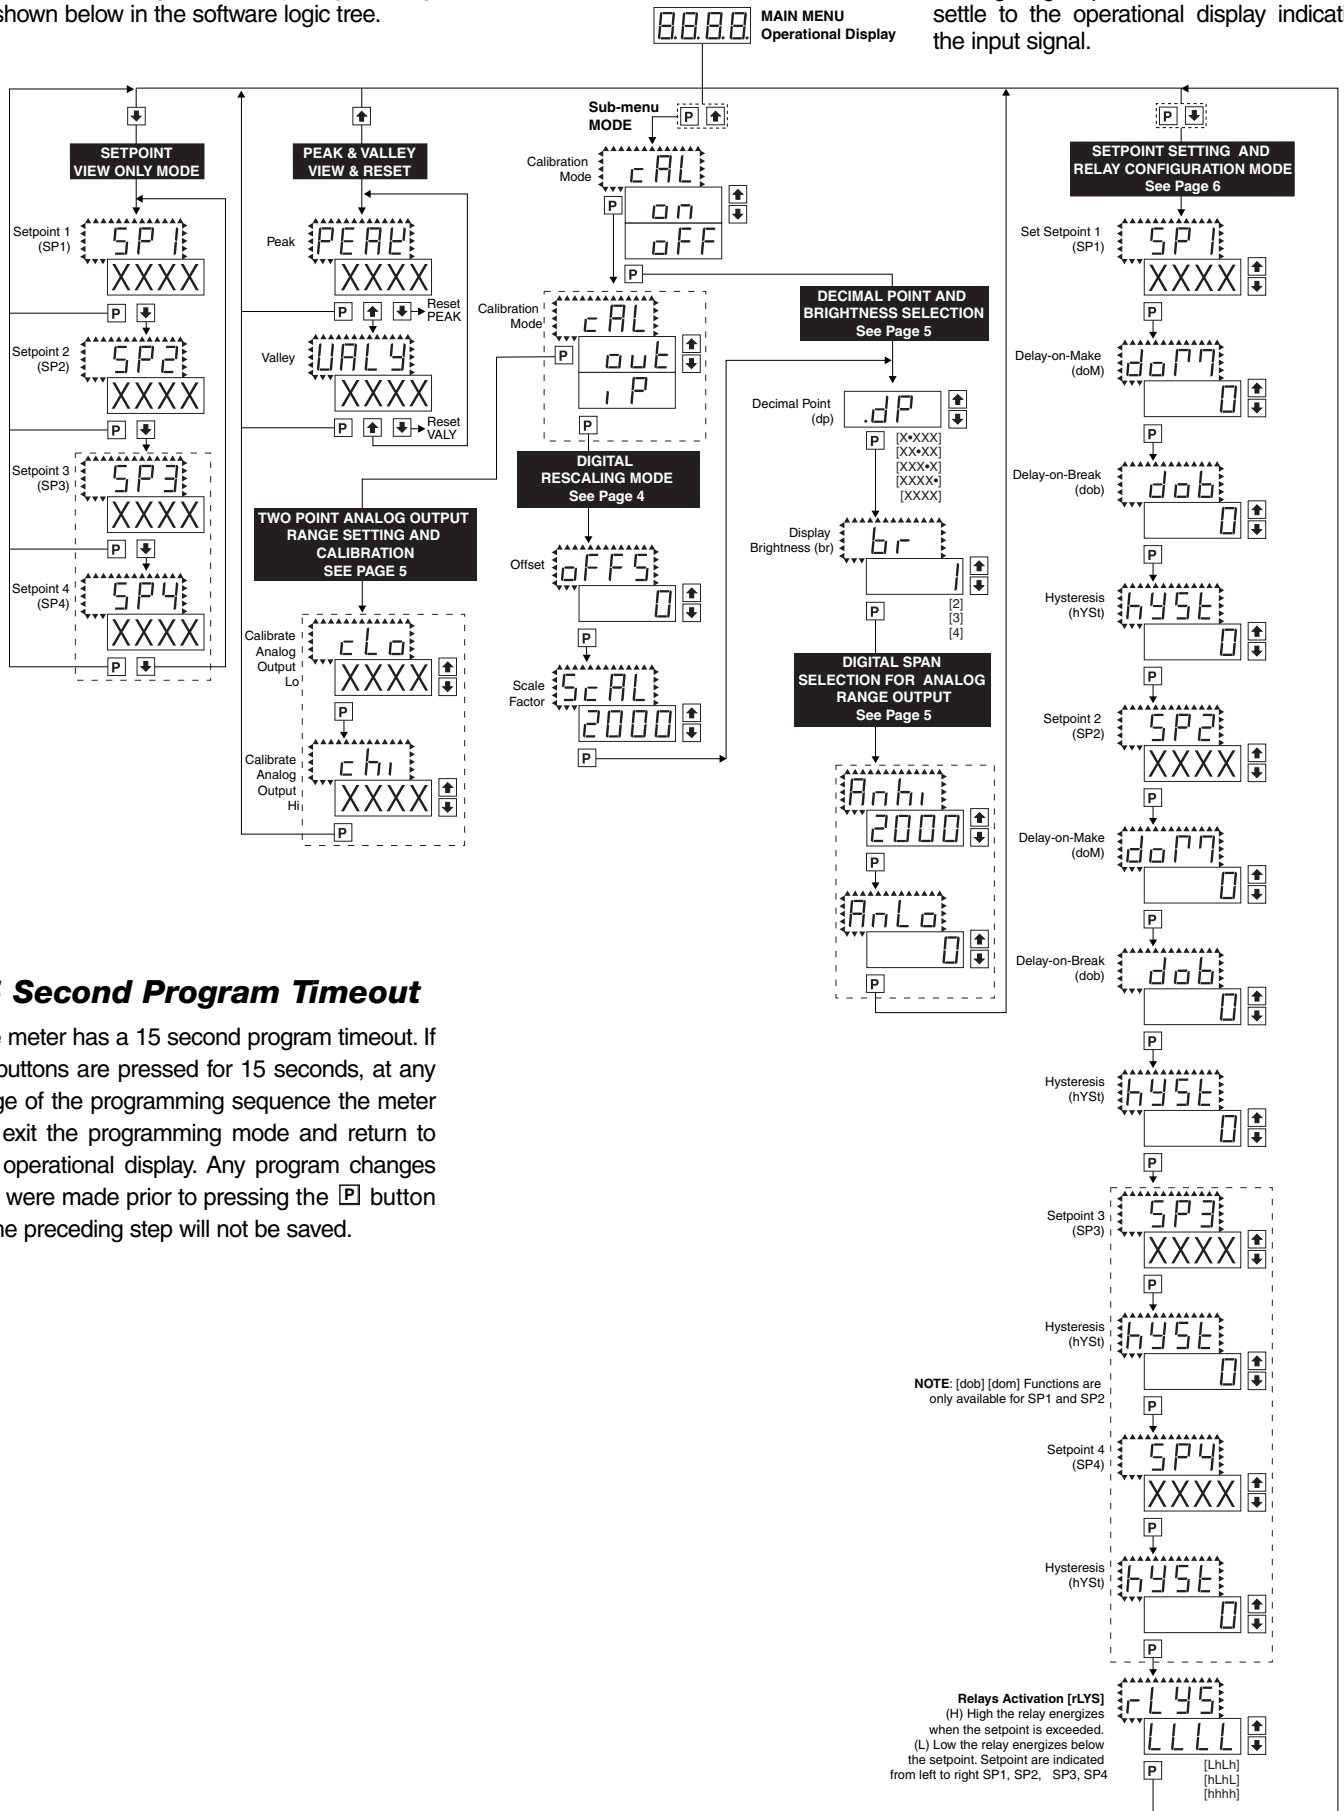 shown below in the software logic tree.
8.8.8.8.
MAIN MENU
Operational Display
settle to the operational display
the input signal.
Sub-menu
MODE
P
SETPOINT
VIEW ONLY MODE
Setpoint 1
(SP1)
SP1
XXXX
P
Setpoint 2
(SP2)
SP2
XXXX
P
Setpoint 3
(SP3)
SP3
XXXX
P
Setpoint 4
(SP4)
SP4
XXXX
P
PEAK & VALLEY
VIEW & RESET
Peak
PEAK
XXXX
P
Reset
PEAK
Valley
VALY
XXXX
P
Reset
VALY
Calibration
Mode
cAL
on
oFF
P
P
Calibration
Mode
cAL
out
iP
P
P
TWO POINT ANALOG OUTPUT
RANGE SETTING AND
CALIBRATION
SEE PAGE 5
Calibrate
Analog
Output
Lo
cLo
XXXX
P
Calibrate
Analog
Output
Hi
chi
XXXX
P
DIGITAL
RESCALING MODE
See Page 4
Offset
oFFS
0
P
Scale
Factor
ScAL
2000
P
DECIMAL POINT AND
BRIGHTNESS SELECTION
See Page 5
Decimal Point
(dp)
.dP
P
[X•XXX]
[XX•XX]
[XXX•X]
[XXXX•]
[XXXX]
Display
Brightness (br)
br
1
P
[2]
[3]
[4]
DIGITAL SPAN
SELECTION FOR ANALOG
RANGE OUTPUT
See Page 5
Anhi
2000
P
AnLo
0
P
P
SETPOINT SETTING AND
RELAY CONFIGURATION MODE
See Page 6
Set Setpoint 1
(SP1)
SP1
XXXX
P
Delay-on-Make
(doM)
doM
0
P
Delay-on-Break
(dob)
dob
0
P
Hysteresis
(hYSt)
hYSt
0
P
Setpoint 2
(SP2)
SP2
XXXX
P
Delay-on-Make
(doM)
doM
0
P
Delay-on-Break
(dob)
dob
0
P
Hysteresis
(hYSt)
hYSt
0
P
Setpoint 3
(SP3)
SP3
XXXX
P
Hysteresis
(hYSt)
hYSt
0
NOTE: [dob] [dom] Functions are
only available for SP1 and SP2
P
Setpoint 4
(SP4)
SP4
XXXX
P
Hysteresis
(hYSt)
hYSt
0
P
Relays Activation [rLYS]
(H) High the relay energizes
when the setpoint is exceeded.
(L) Low the relay energizes below
the setpoint. Setpoint are indicated
from left to right SP1, SP2, SP3, SP4
rLYS
LLLL
P
[LhLh]
[hLhL]
[hhhh]
Second Program Timeout
meter has a 15 second program timeout. If
buttons are pressed for 15 seconds, at any
of the programming sequence the meter
exit the programming mode and return to
operational display. Any program changes
were made prior to pressing the P button
preceding step will not be saved.